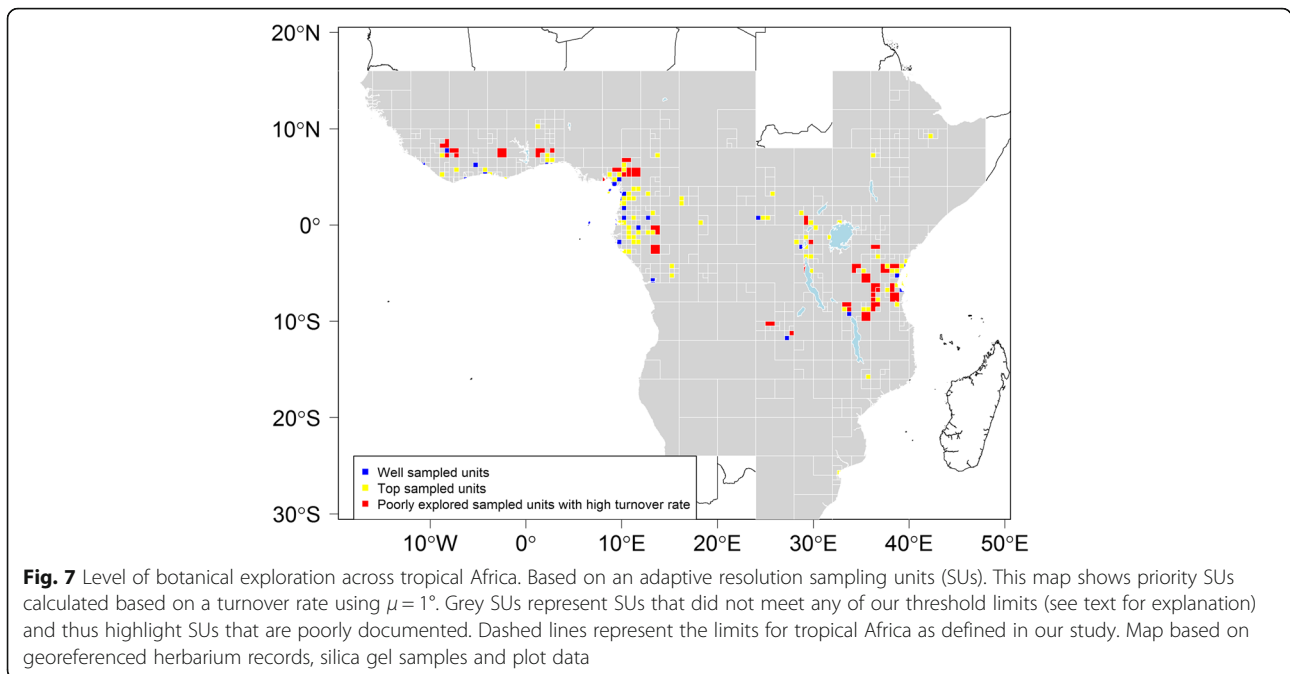 20°N
10°N
0°
10°S
20°S
30°S
Well sampled units
Top sampled units
Poorly explored sampled units with high turnover rate
10°W 0° 10°E 20°E 30°E 40°E 50°E
Fig. 7 Level of botanical exploration across tropical Africa. Based on an adaptive resolution sampling units (SUs). This map shows priority SUs
calculated based on a turnover rate using μ = 1°. Grey SUs represent SUs that did not meet any of our threshold limits (see text for explanation)
and thus highlight SUs that are poorly documented. Dashed lines represent the limits for tropical Africa as defined in our study. Map based on
georeferenced herbarium records, silica gel samples and plot data